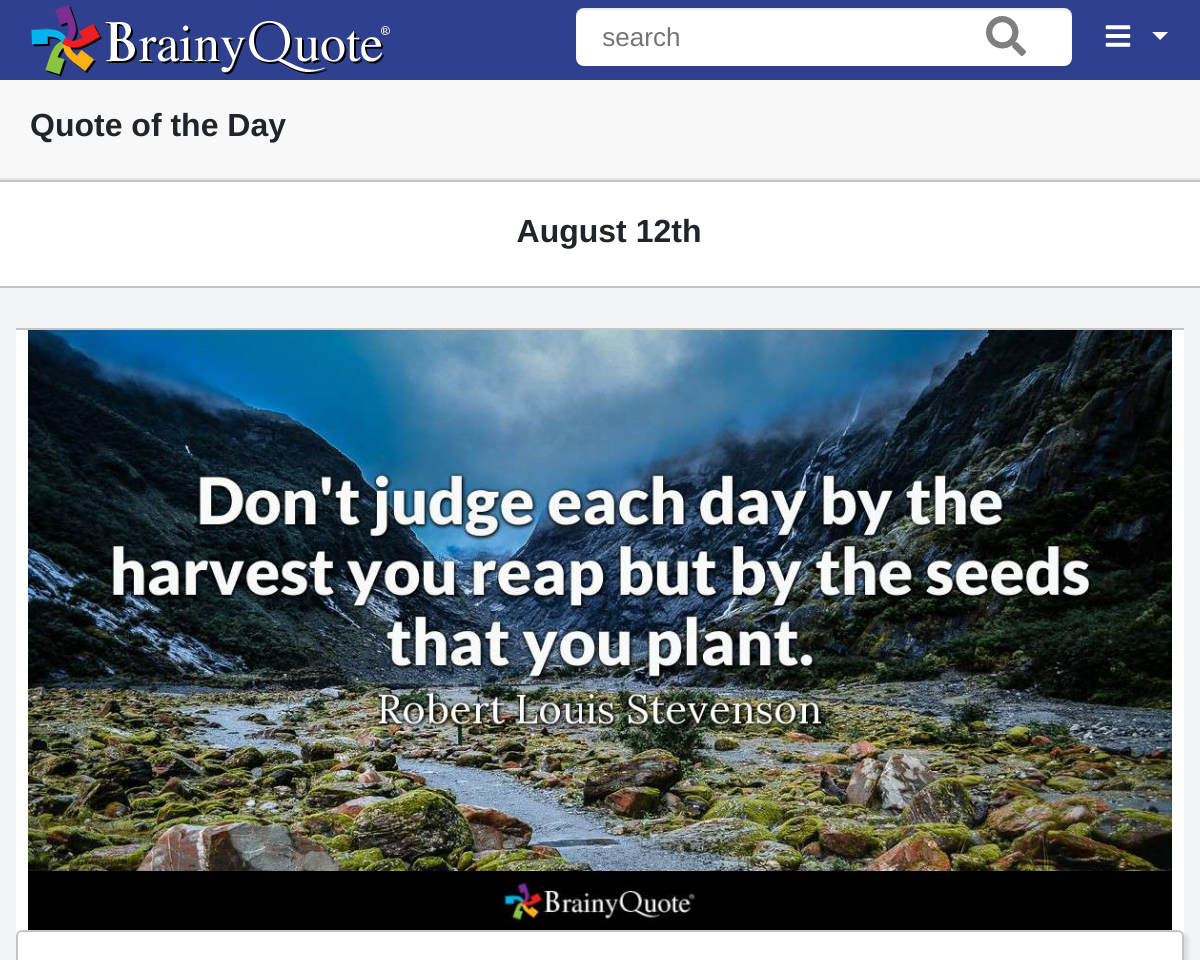 BrainyQuote®
search
Quote of the Day
August 12th
Don't judge each day by the
harvest you reap but by the seeds
that you plant.
Robert Louis Stevenson
BrainyQuote®